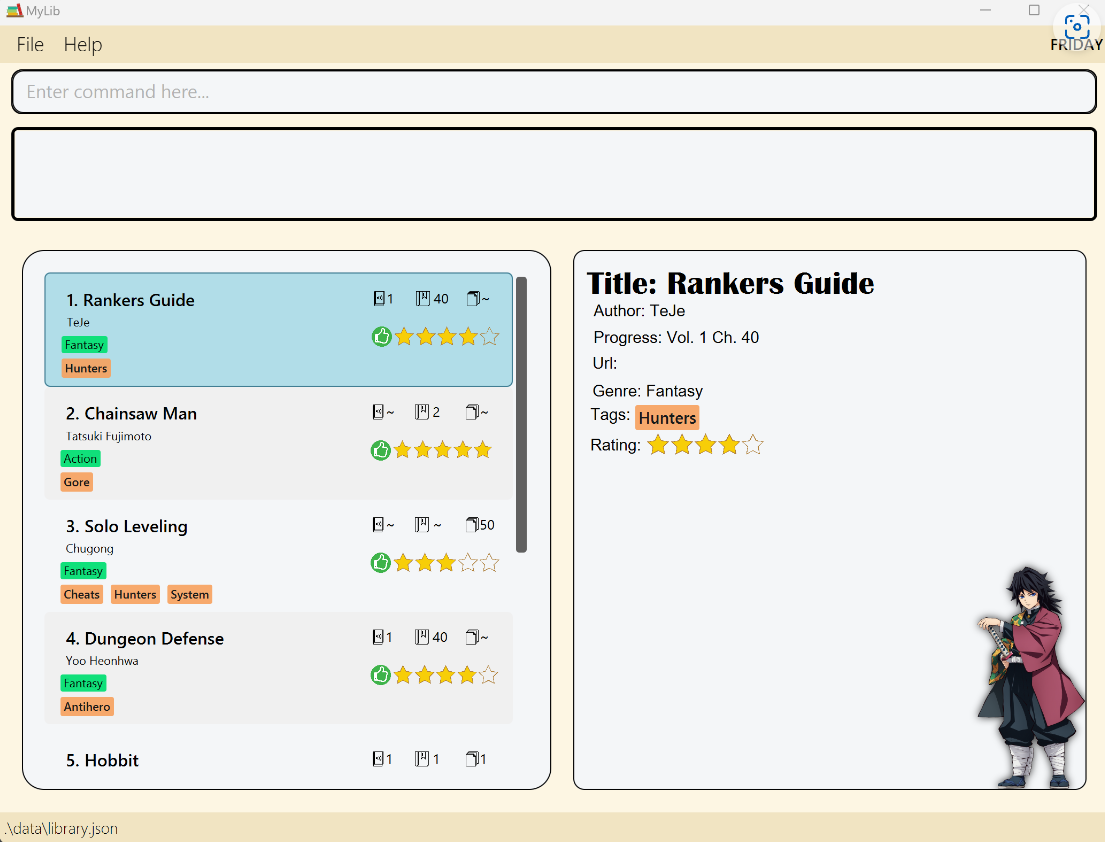 MyLib
File Help FRIDAY
Enter command here...
1. Rankers Guide 1 40 ~
TeJe
Fantasy
Hunters
2. Chainsaw Man ~ 2 ~
Tatsuki Fujimoto
Action
Gore
3. Solo Leveling ~ ~ 50
Chugong
Fantasy
Cheats Hunters System
4. Dungeon Defense 1 40 ~
Yoo Heonhwa
Fantasy
Antihero
5. Hobbit 1 1 1
Title: Rankers Guide
Author: TeJe
Progress: Vol. 1 Ch. 40
Url:
Genre: Fantasy
Tags: Hunters
Rating:
.\data\library.json